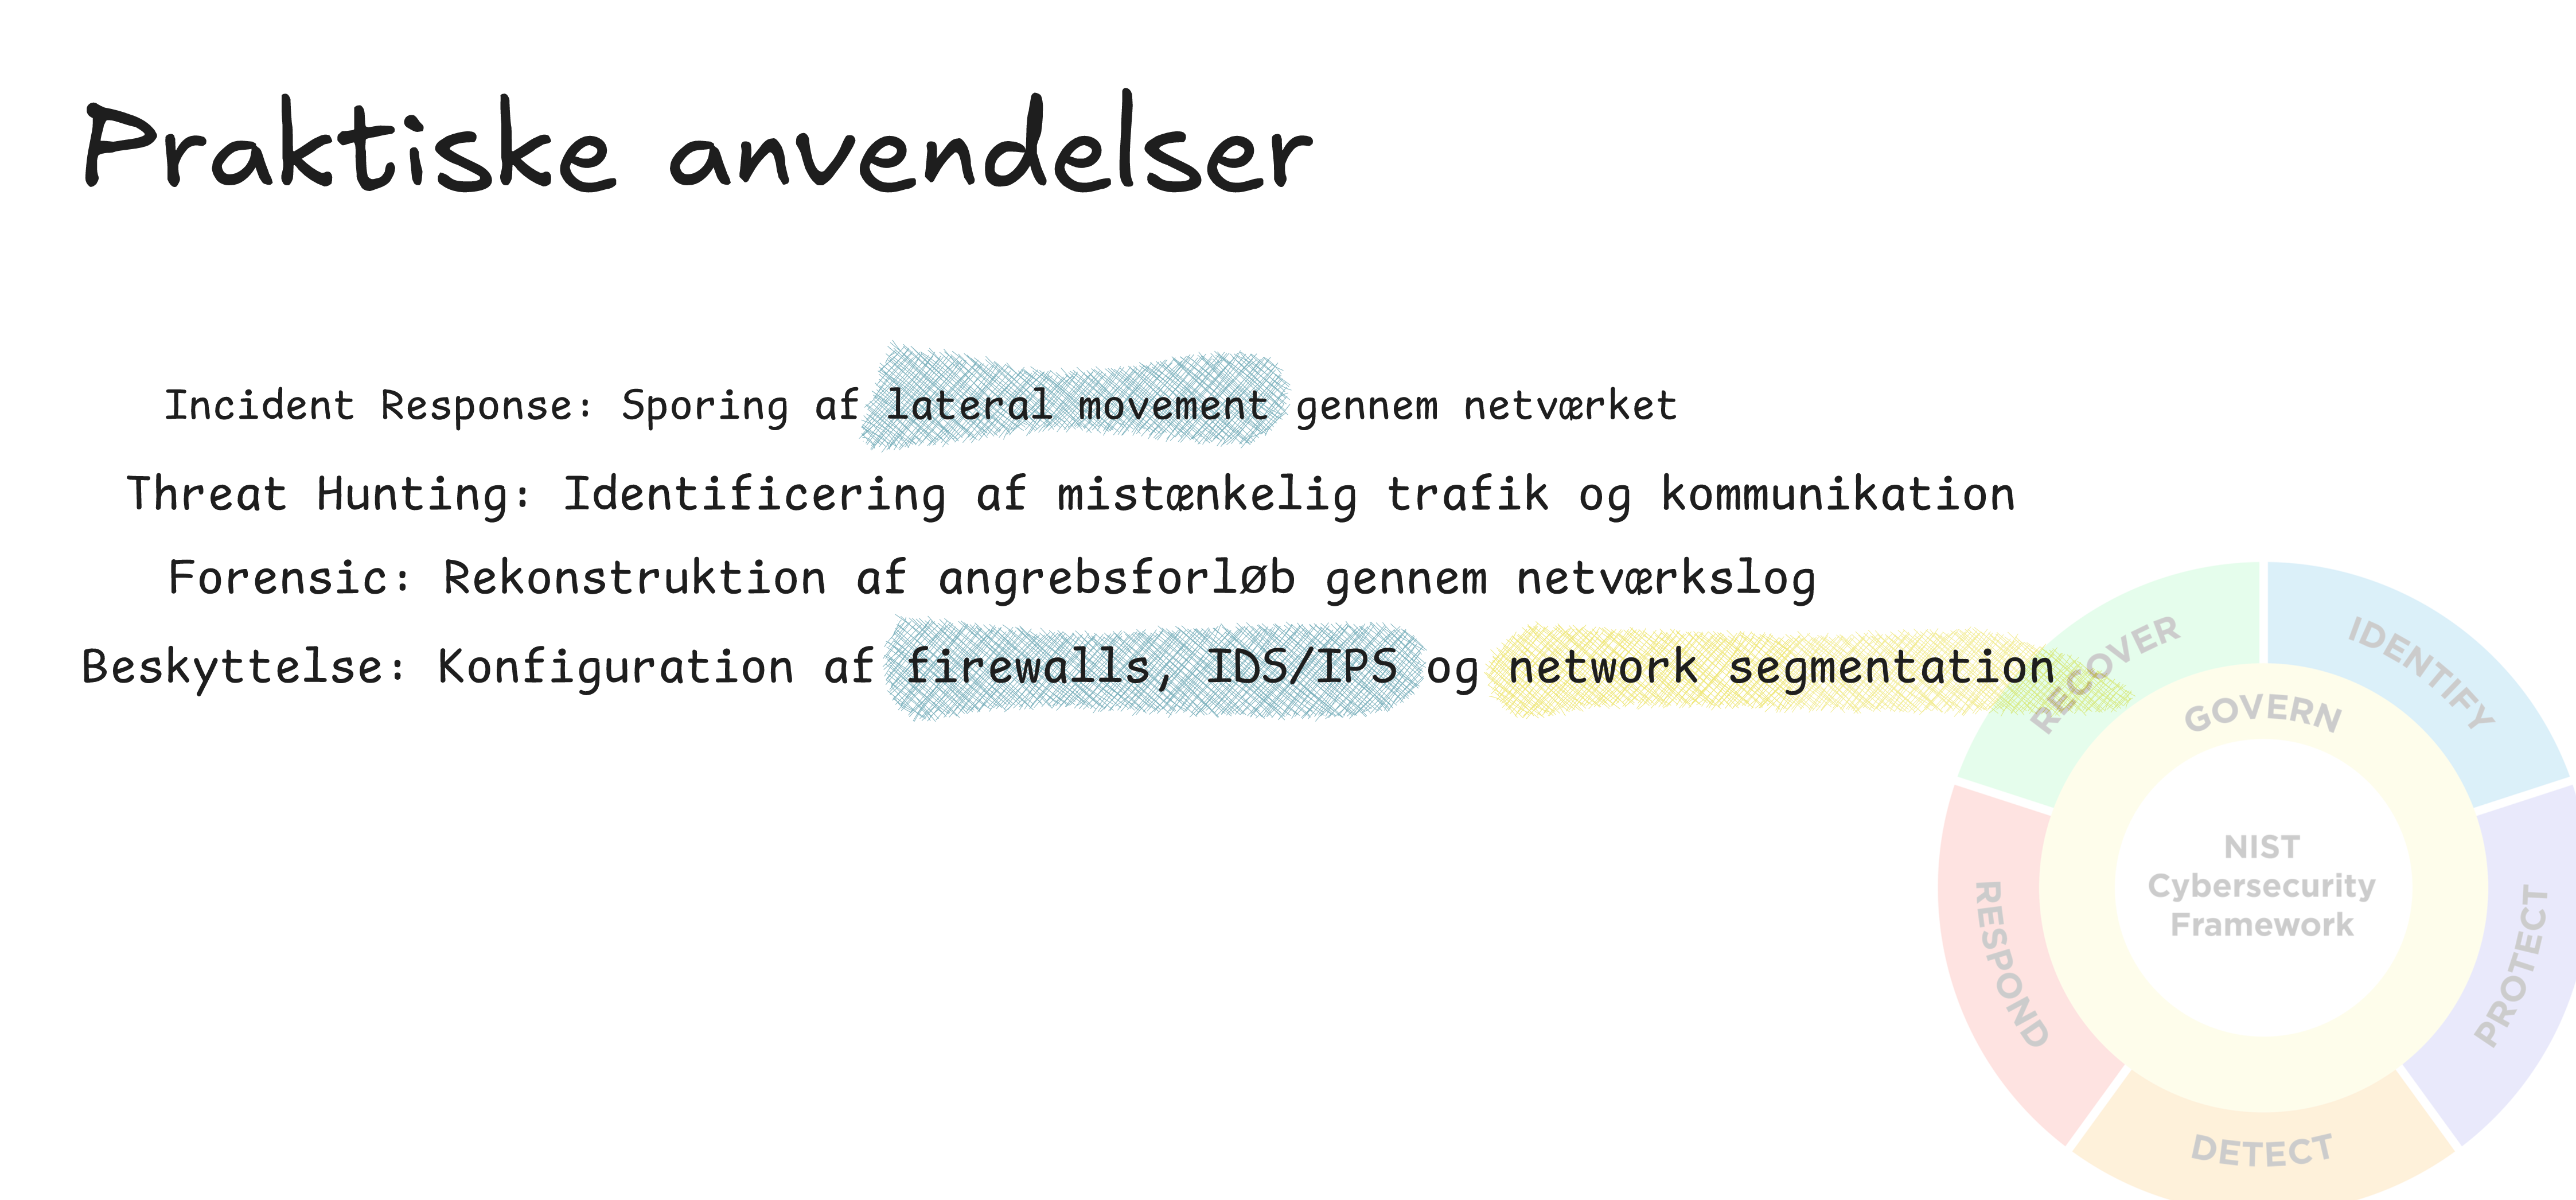 Praktiske anvendelser
Incident Response: Sporing af lateral movement gennem netværket
Threat Hunting: Identificering af mistænkelig trafik og kommunikation
Forensic: Rekonstruktion af angrebsforløb gennem netværkslog
Beskyttelse: Konfiguration af firewalls, IDS/IPS og network segmentation
RECOVER
IDENTIFY
GOVERN
NIST
Cybersecurity
Framework
RESPOND
PROTECT
DETECT